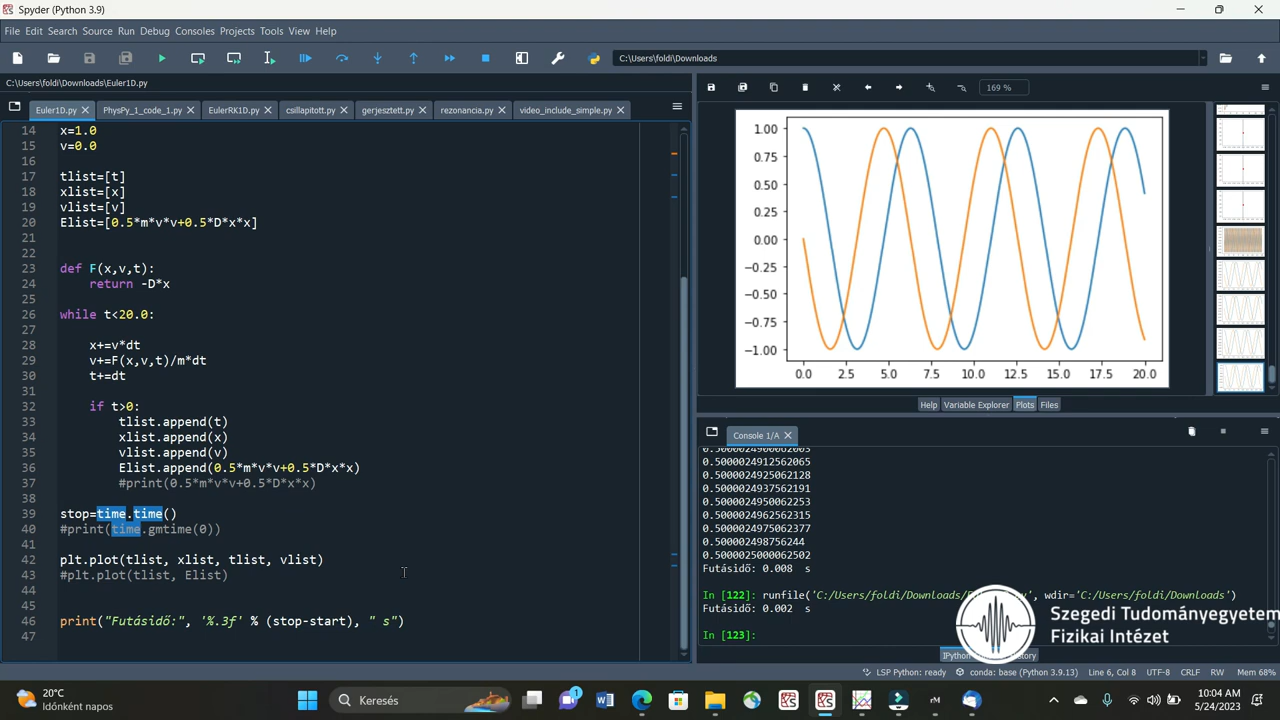 Spyder (Python 3.9)
File Edit Search Source Run Debug Consoles Projects Tools View Help
C:\Users\foldi\Downloads
C:\Users\foldi\Downloads\Euler1D.py
Euler1D.py PhysPy_1_code_1.py EulerRK1D.py csillapitott.py gerjesztett.py rezonancia.py video_include_simple.py
14 x=1.0
15 v=0.0
16
17 tlist=[t]
18 xlist=[x]
19 vlist=[v]
20 Elist=[0.5*m*v*v+0.5*D*x*x]
21
22
23 def F(x,v,t):
24 return -D*x
25
26 while t<20.0:
27
28 x+=v*dt
29 v+=F(x,v,t)/m*dt
30 t+=dt
31
32 if t>0:
33 tlist.append(t)
34 xlist.append(x)
35 vlist.append(v)
36 Elist.append(0.5*m*v*v+0.5*D*x*x)
37 #print(0.5*m*v*v+0.5*D*x*x)
38
39 stop=time.time()
40 #print(time.gmtime(0))
41
42 plt.plot(tlist, xlist, tlist, vlist)
43 #plt.plot(tlist, Elist)
44
45
46 print("Futásidő:", '%.3f' % (stop-start), " s")
47
169 %
1.00
0.75
0.50
0.25
0.00
−0.25
−0.50
−0.75
−1.00
0.0 2.5 5.0 7.5 10.0 12.5 15.0 17.5 20.0
Help Variable Explorer Plots Files
Console 1/A
0.5000024900062003
0.5000024912562065
0.5000024925062128
0.5000024937562191
0.5000024950062253
0.5000024962562315
0.5000024975062377
0.500002498756244
0.5000025000062502
Futásidő: 0.008 s
In [122]: runfile('C:/Users/foldi/Downloads/ y', wdir='C:/Users/foldi/Downloads')
Futásidő: 0.002 s
In [123]:
Szegedi Tudományegyetem
Fizikai Intézet
LSP Python: ready conda: base (Python 3.9.13) Line 6, Col 8 UTF-8 CRLF RW Mem 68%
20°C
Időnként napos
Keresés
1
rM
10:04 AM
5/24/2023